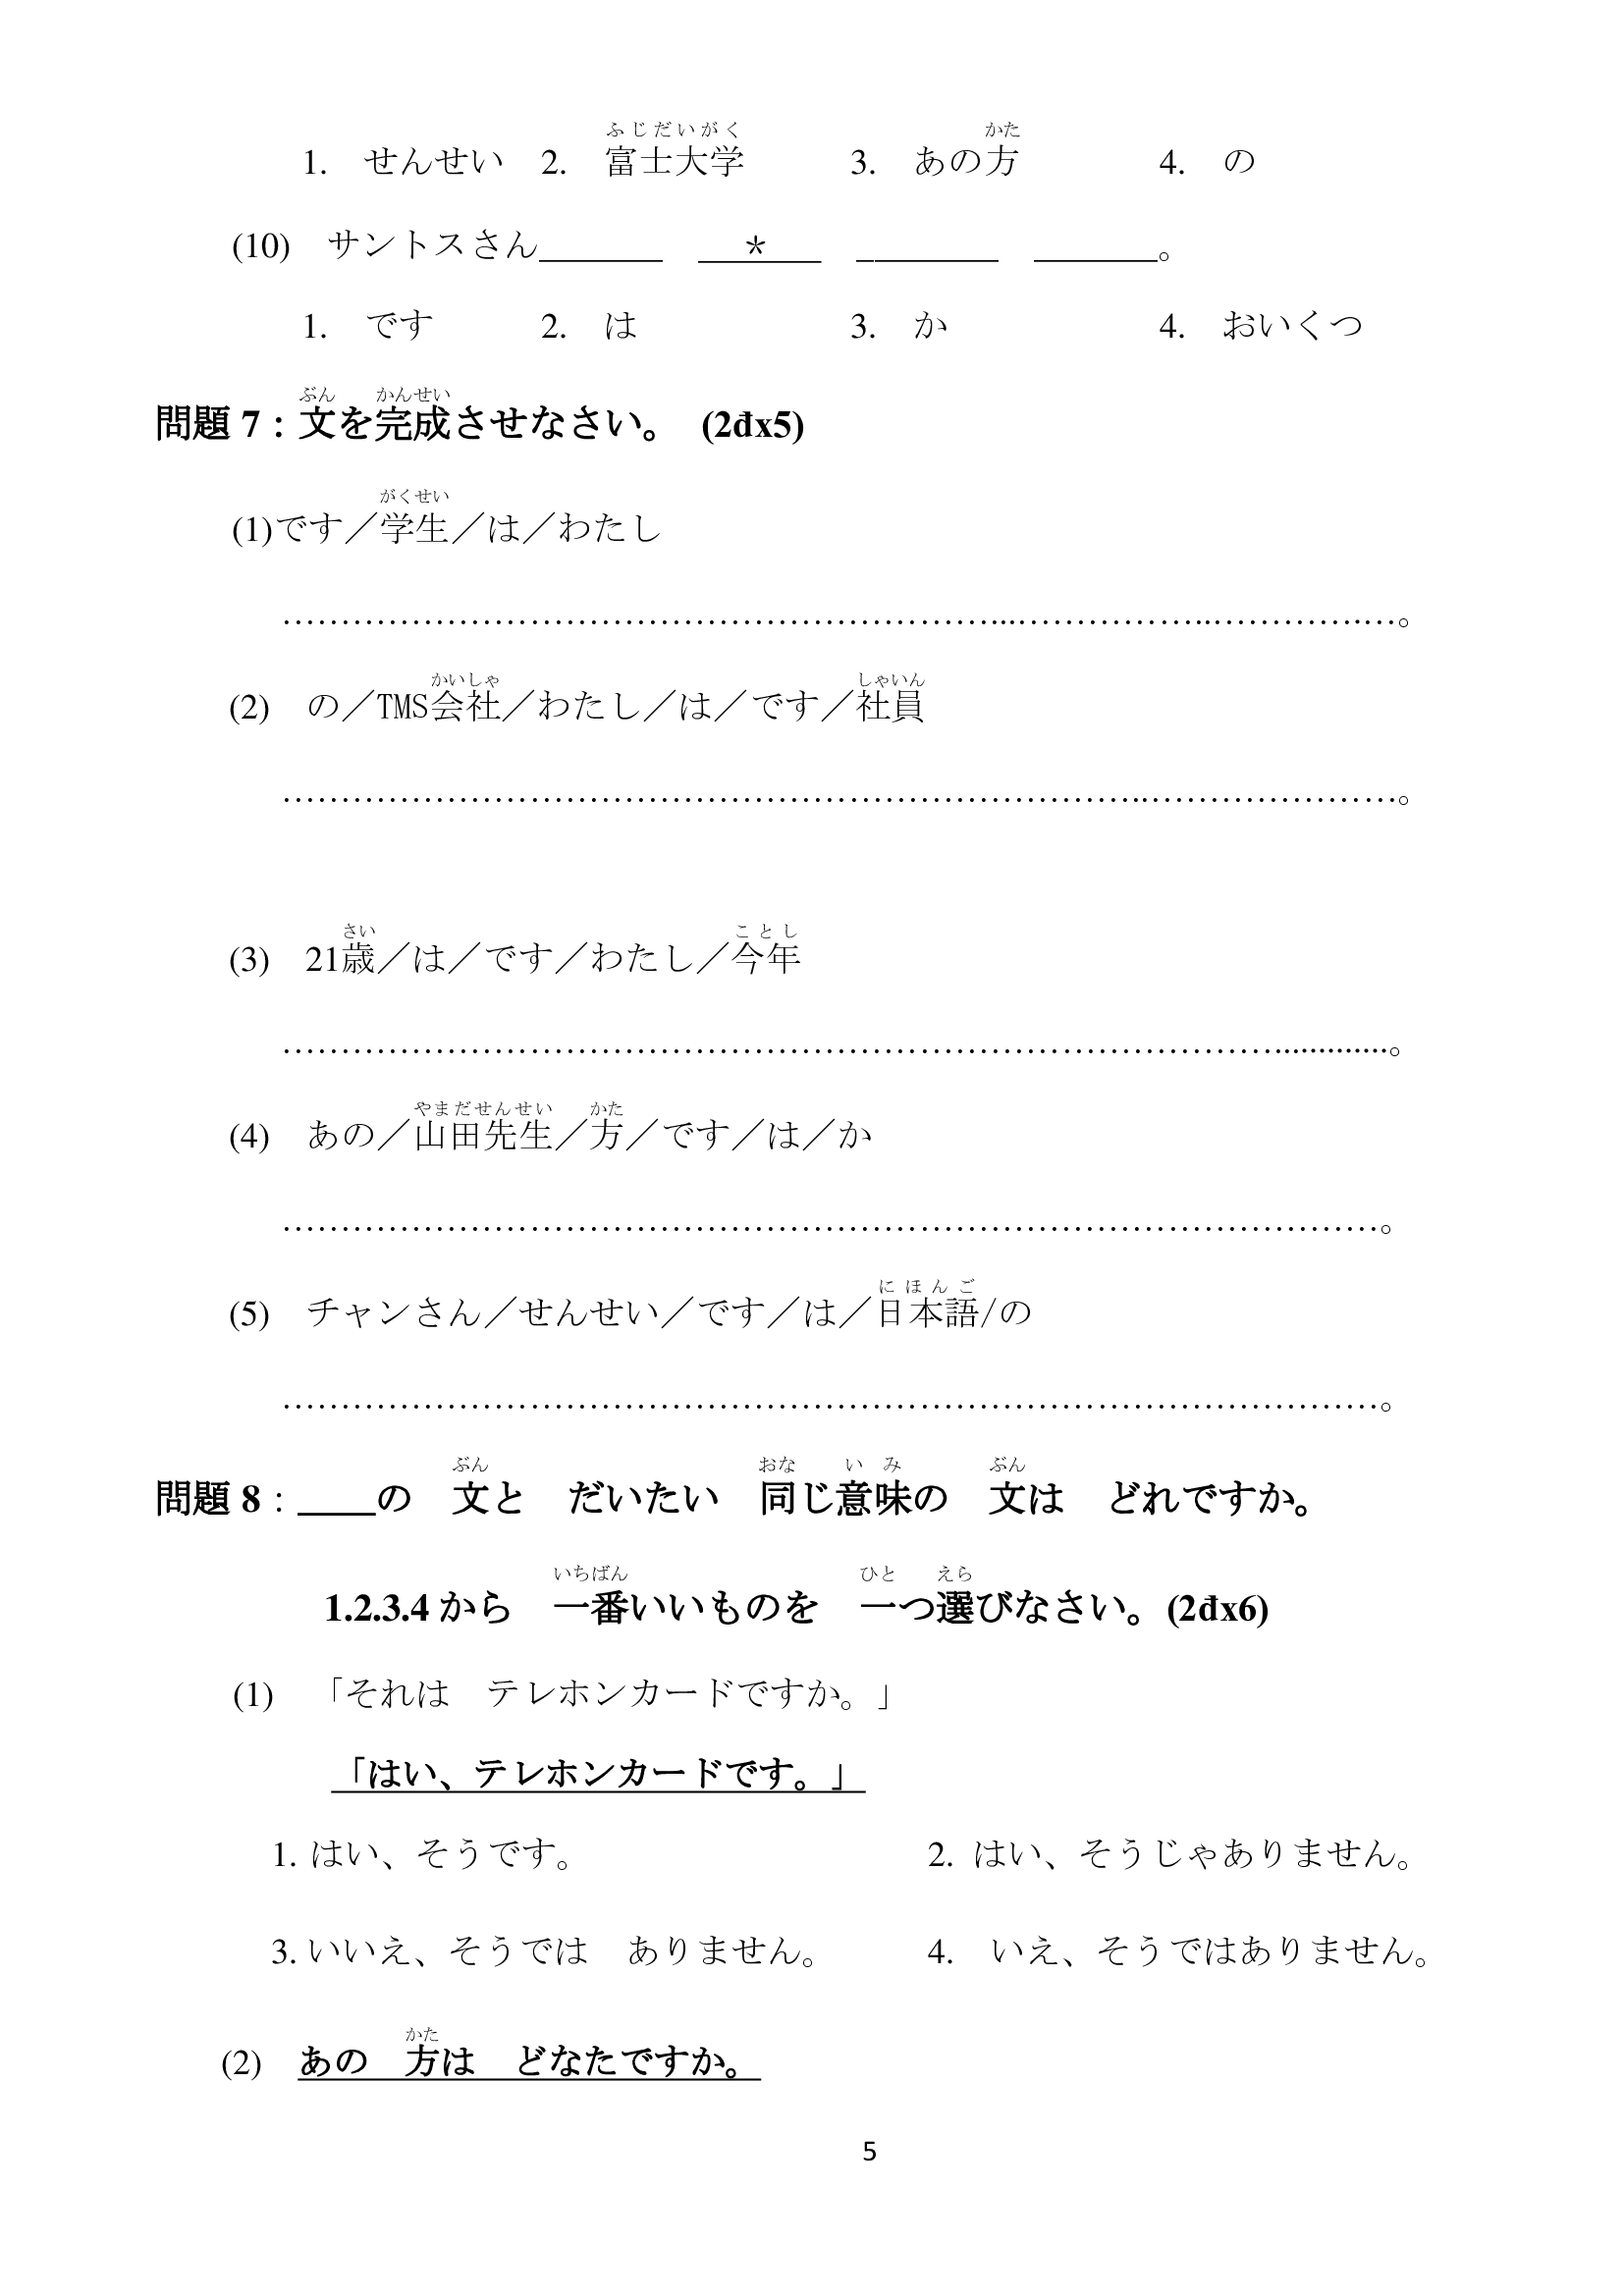 ふじだいがく かた
1. せんせい 2. 富士大学 3. あの方 4. の
(10) サントスさん＿＿＿ ＿＊＿ ＿＿＿ ＿＿＿。
1. です 2. は 3. か 4. おいくつ
ぶん かんせい
問題 7：文を完成させなさい。 (2đx5)
がくせい
(1)です／学生／は／わたし
……………………………………………………………………。
かいしゃ しゃいん
(2) の／TMS会社／わたし／は／です／社員
……………………………………………………………………。
さい ことし
(3) 21歳／は／です／わたし／今年
……………………………………………………………………。
やまだせんせい かた
(4) あの／山田先生／方／です／は／か
……………………………………………………………………。
にほんご
(5) チャンさん／せんせい／です／は／日本語/の
……………………………………………………………………。
ぶん おな いみ ぶん
問題 8：____の 文と だいたい 同じ意味の 文は どれですか。
いちばん ひと えら
1.2.3.4 から 一番いいものを 一つ選びなさい。(2đx6)
(1) 「それは テレホンカードですか。」
「はい、テレホンカードです。」
1. はい、そうです。 2. はい、そうじゃありません。
3. いいえ、そうでは ありません。 4. いえ、そうではありません。
かた
(2) あの 方は どなたですか。
5